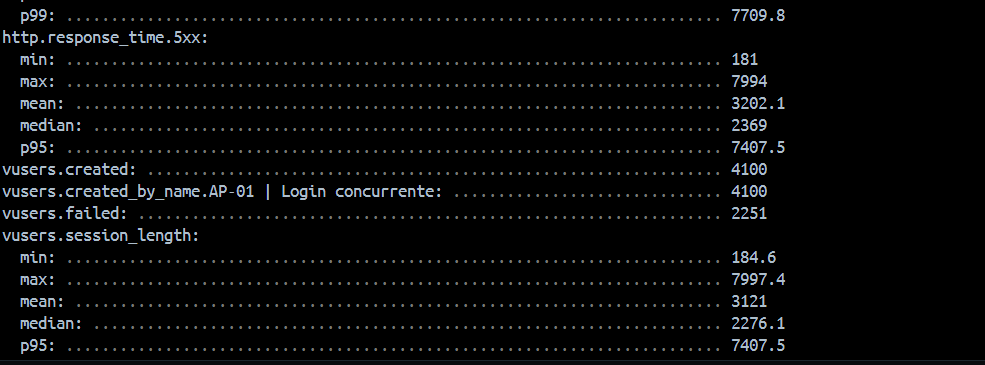 p99: ......................................................................... 7709.8
http.response_time.5xx:
min: ......................................................................... 181
max: ......................................................................... 7994
mean: ........................................................................ 3202.1
median: ...................................................................... 2369
p95: ......................................................................... 7407.5
vusers.created: ................................................................. 4100
vusers.created_by_name.AP-01 | Login concurrente: .............................. 4100
vusers.failed: .................................................................. 2251
vusers.session_length:
min: ......................................................................... 184.6
max: ......................................................................... 7997.4
mean: ........................................................................ 3121
median: ...................................................................... 2276.1
p95: ......................................................................... 7407.5